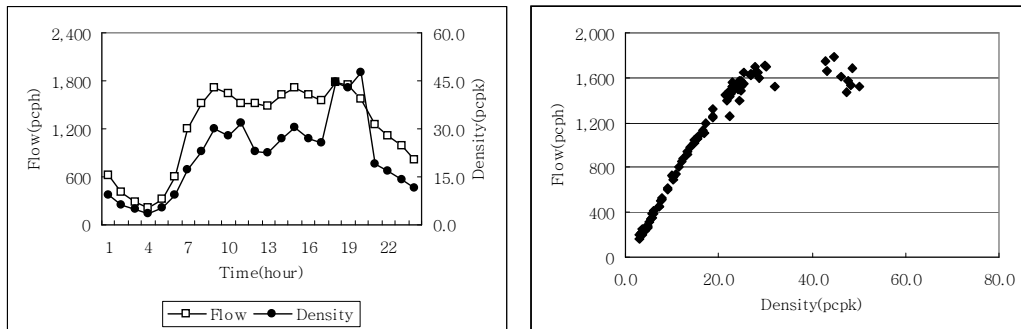 2,400
1,800
1,200
600
0
Flow(pcph)
60.0
45.0
30.0
15.0
0.0
Density(pcpk)
1 4 7 10 13 16 19 22
Time(hour)
Flow Density
2,000
1,600
1,200
800
400
0
Flow(pcph)
0.0 20.0 40.0 60.0 80.0
Density(pcpk)